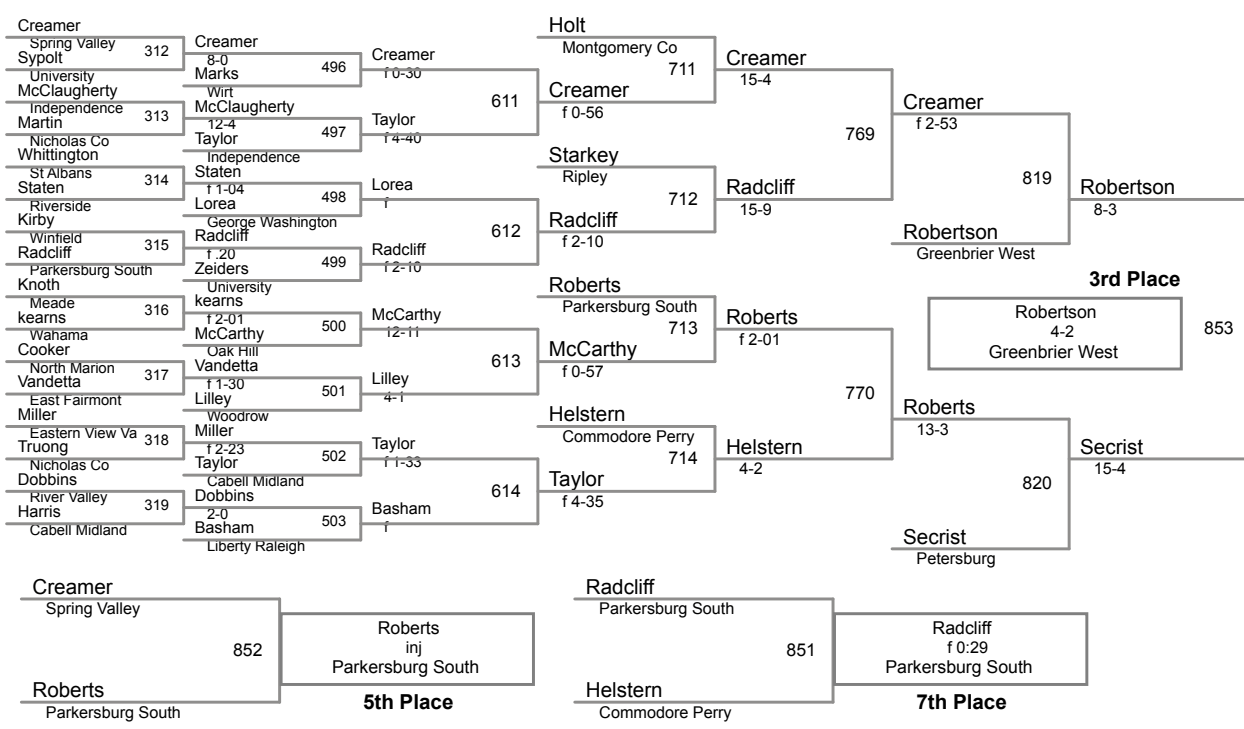 Creamer
Spring Valley
312
Sypolt
University
McClaugherty
Independence
313
Martin
Nicholas Co
Whittington
St Albans
314
Staten
Riverside
Kirby
Winfield
315
Radcliff
Parkersburg South
Knoth
Meade
316
kearns
Wahama
Cooker
North Marion
317
Vandetta
East Fairmont
Miller
Eastern View Va
318
Truong
Nicholas Co
Dobbins
River Valley
319
Harris
Cabell Midland
Creamer
8-0
496
Marks
Wirt
McClaugherty
12-4
497
Taylor
Independence
Staten
f 1-04
498
Lorea
George Washington
Radcliff
f .20
499
Zeiders
University
kearns
f 2-01
500
McCarthy
Oak Hill
Vandetta
f 1-30
501
Lilley
Woodrow
Miller
f 2-23
502
Taylor
Cabell Midland
Dobbins
2-0
503
Basham
Liberty Raleigh
Creamer
f 0-30
611
Taylor
f 4-40
Lorea
f
612
Radcliff
f 2-10
McCarthy
12-11
613
Lilley
4-1
Taylor
f 1-33
614
Basham
f
Holt
Montgomery Co
711
Creamer
f 0-56
Starkey
Ripley
712
Radcliff
f 2-10
Roberts
Parkersburg South
713
McCarthy
f 0-57
Helstern
Commodore Perry
714
Taylor
f 4-35
Creamer
15-4
769
Radcliff
15-9
Roberts
f 2-01
770
Helstern
4-2
Creamer
f 2-53
819
Robertson
Greenbrier West
Roberts
13-3
820
Secrist
Petersburg
Robertson
8-3
3rd Place
Robertson
4-2
Greenbrier West
853
Secrist
15-4
Creamer
Spring Valley
852
Roberts
Parkersburg South
Roberts
inj
Parkersburg South
5th Place
Radcliff
Parkersburg South
851
Helstern
Commodore Perry
Radcliff
f 0:29
Parkersburg South
7th Place